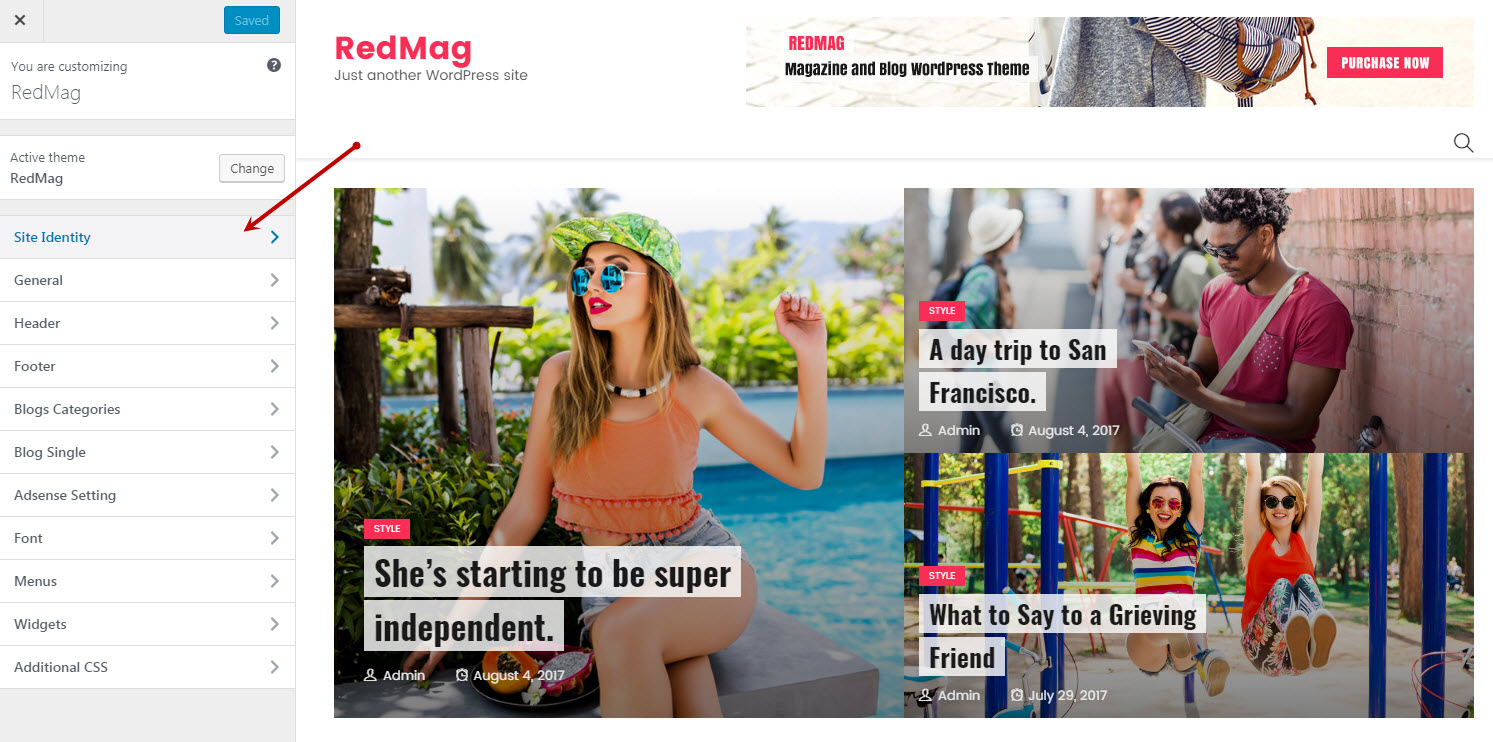 Saved
You are customizing
RedMag
Active theme
RedMag
Change
Site Identity
General
Header
Footer
Blogs Categories
Blog Single
Adsense Setting
Font
Menus
Widgets
Additional CSS
RedMag
Just another WordPress site
REDMAG
Magazine and Blog WordPress Theme
PURCHASE NOW
STYLE
She’s starting to be super
independent.
Admin August 4, 2017
STYLE
A day trip to San
Francisco.
Admin August 4, 2017
STYLE
What to Say to a Grieving
Friend
Admin July 29, 2017